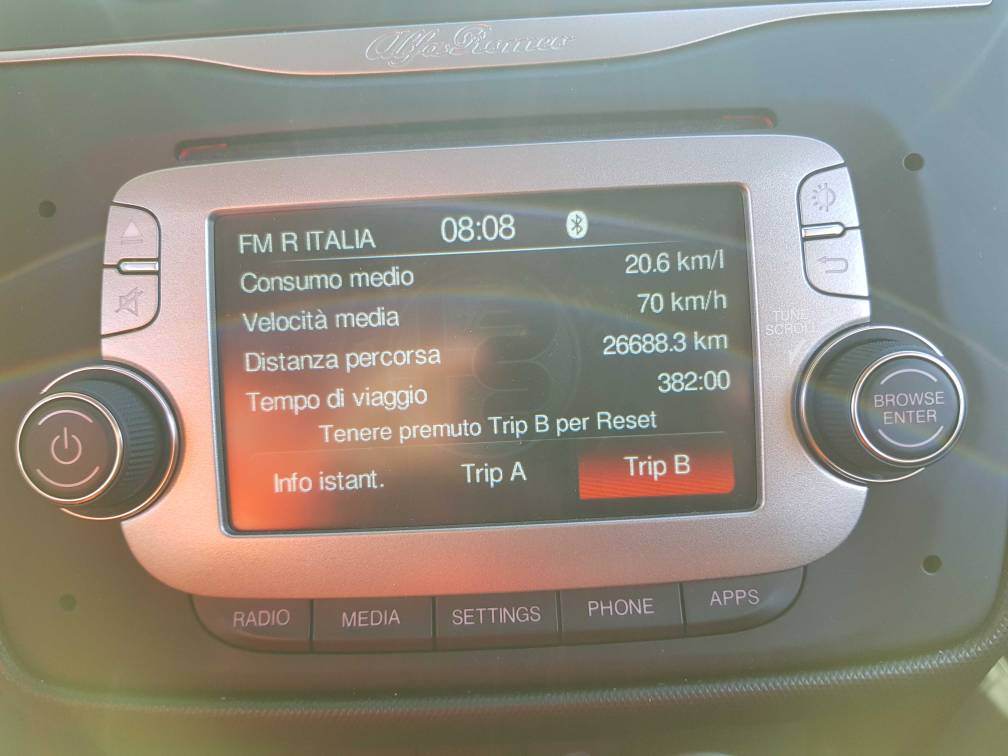 Alfa Romeo
FM R ITALIA 08:08
Consumo medio 20.6 km/l
Velocità media 70 km/h
Distanza percorsa 26688.3 km
Tempo di viaggio 382:00
Tenere premuto Trip B per Reset
Info istant. Trip A Trip B
TUNE
SCROLL
BROWSE
ENTER
RADIO MEDIA SETTINGS PHONE APPS